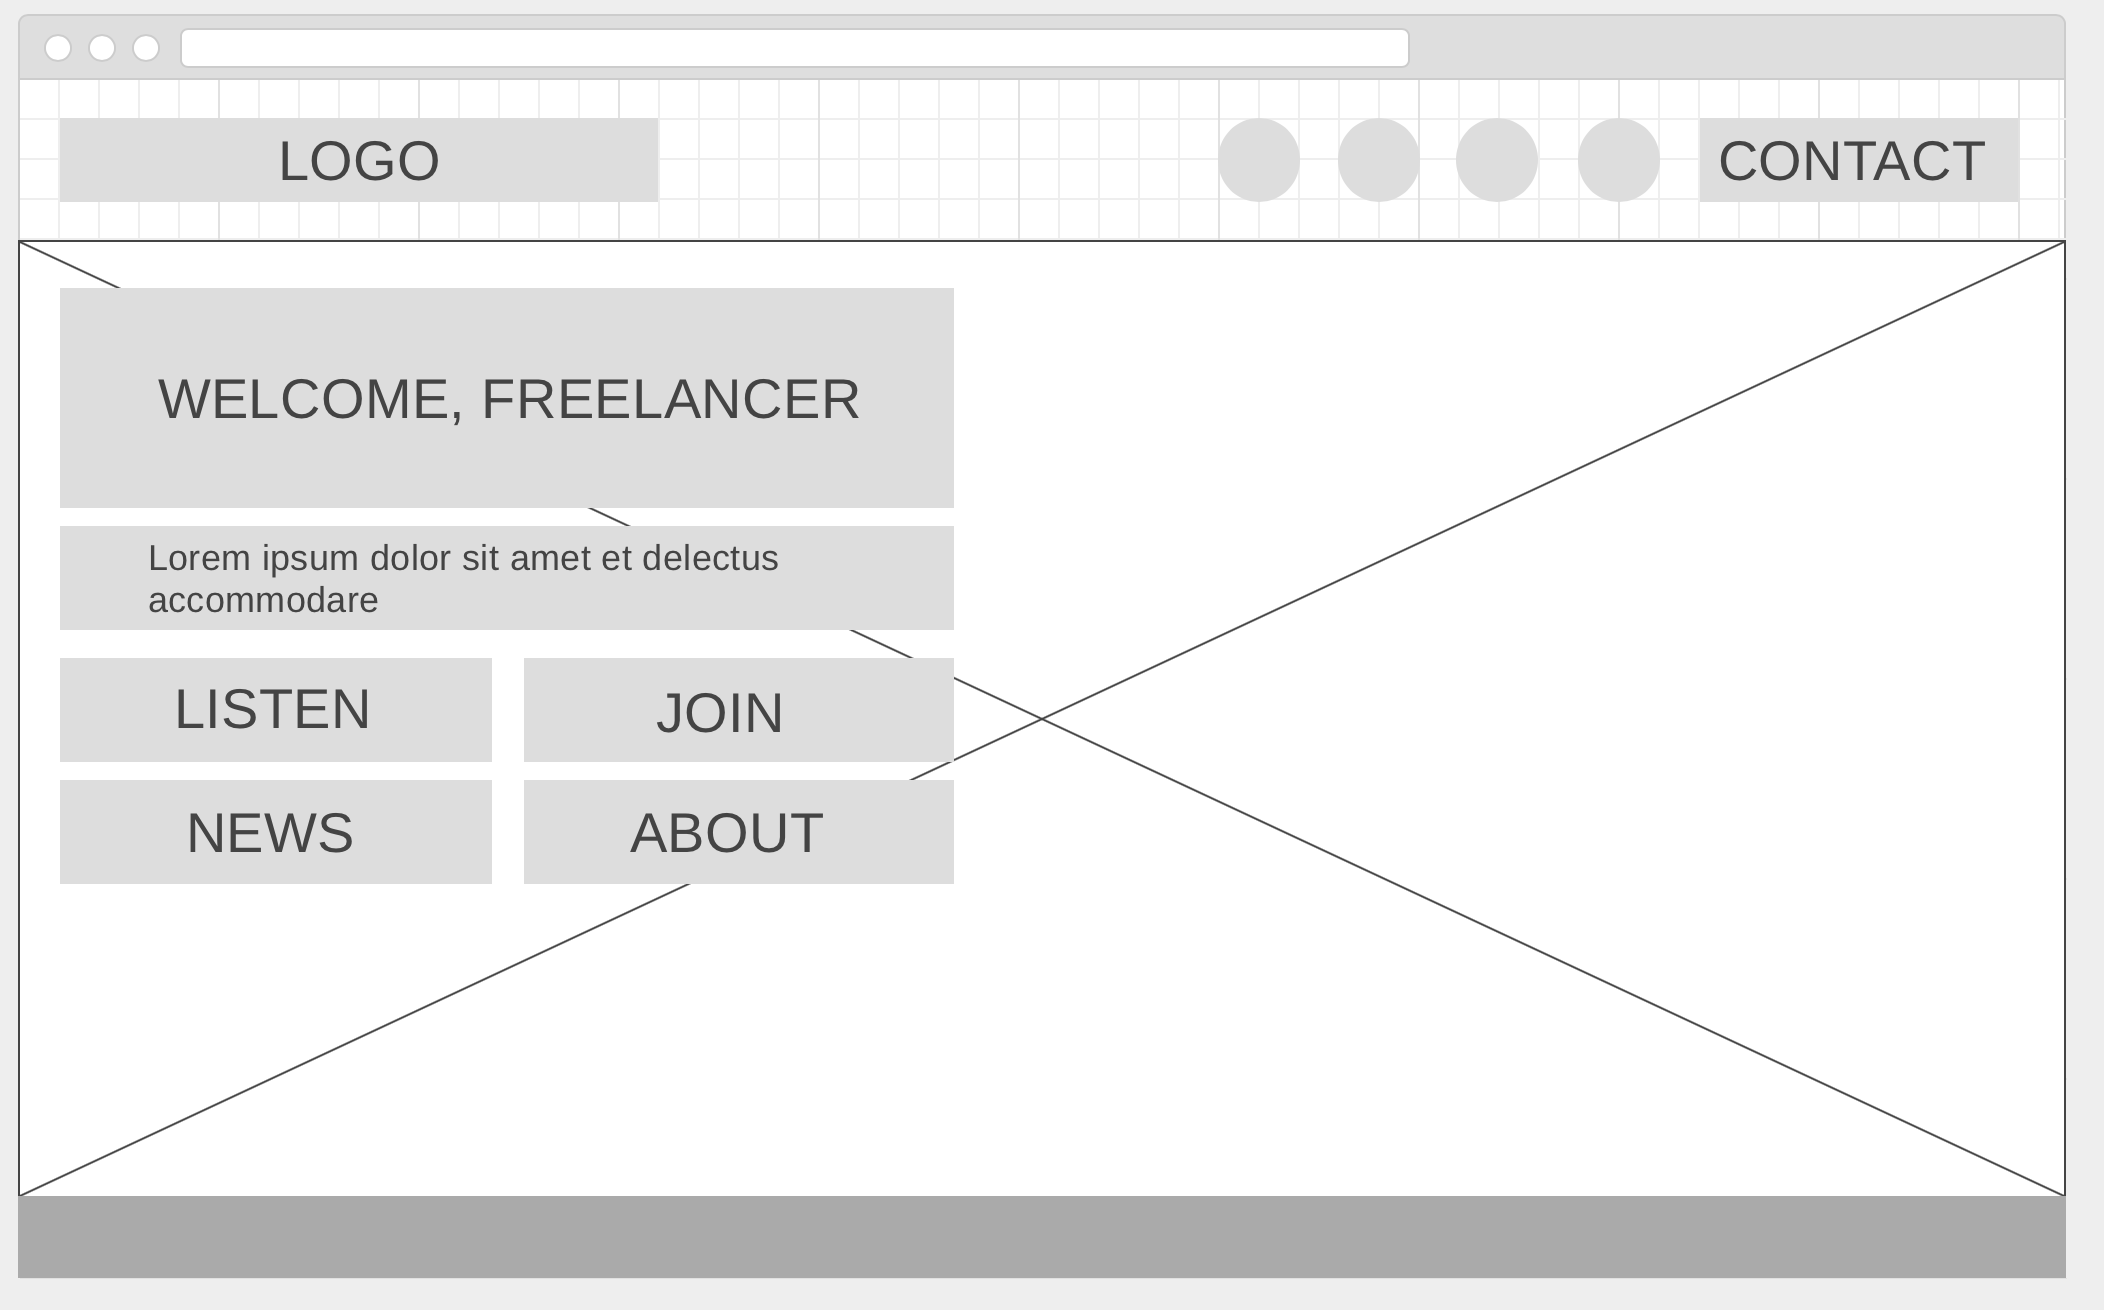 LOGO
CONTACT
WELCOME, FREELANCER
Lorem ipsum dolor sit amet et delectus
accommodare
LISTEN
JOIN
NEWS
ABOUT